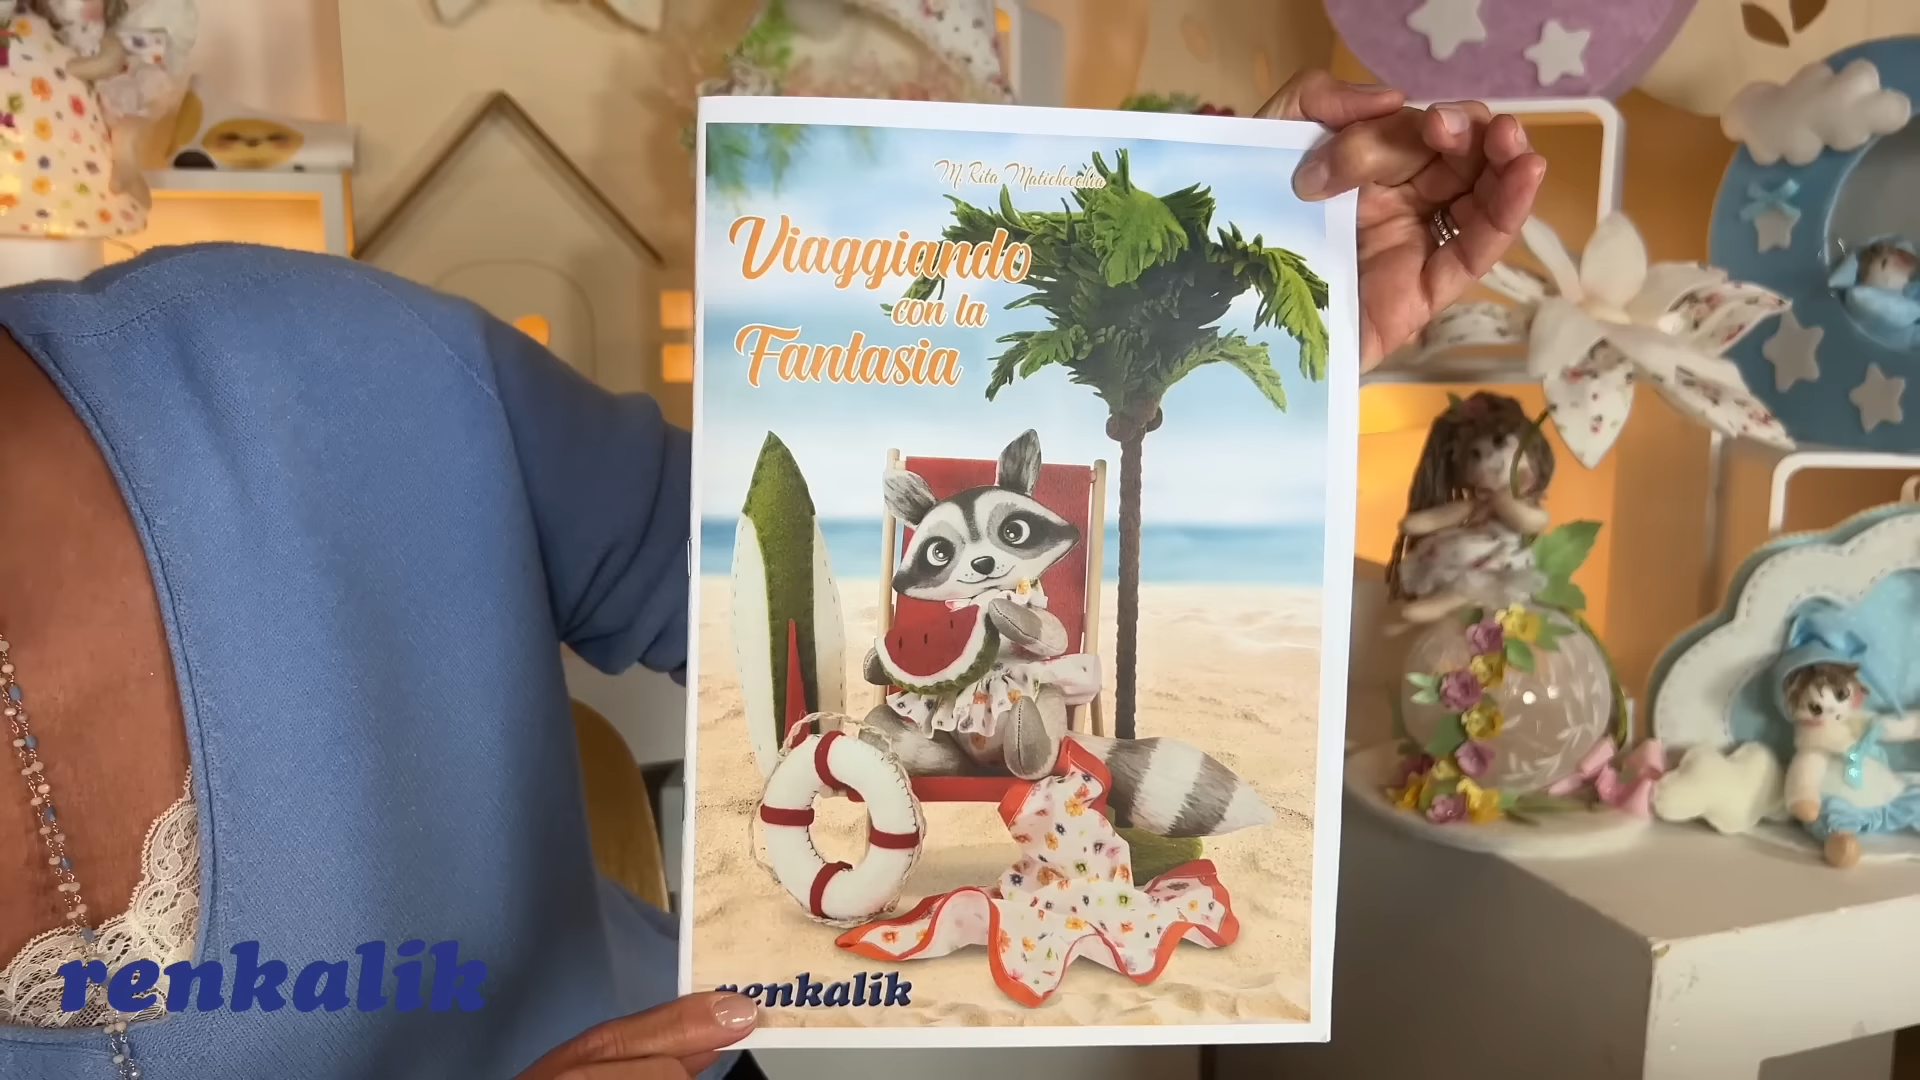 M. Rita Matichecchia
Viaggiando
con la
Fantasia
renkalik
renkalik